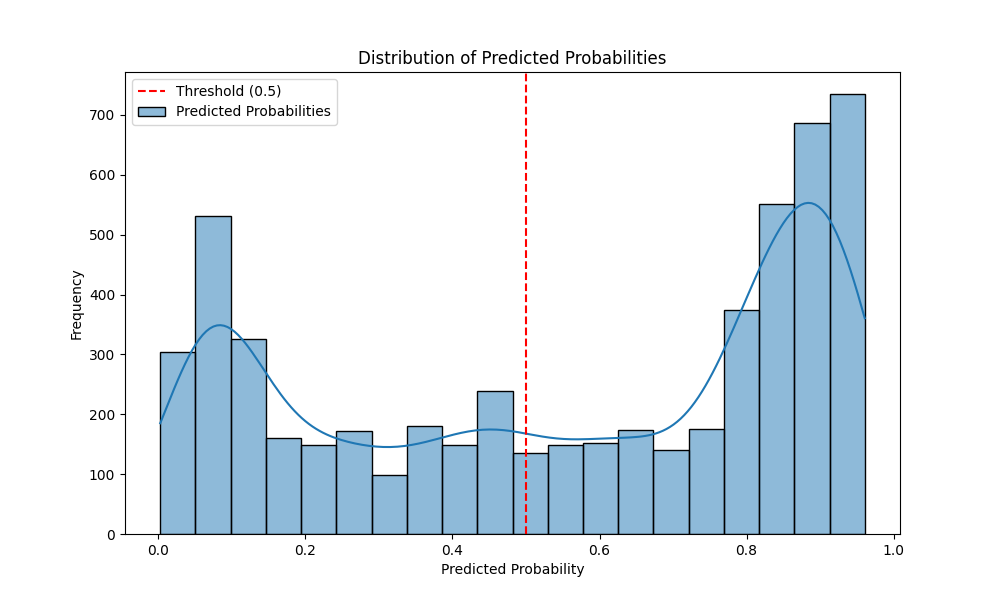 Distribution of Predicted Probabilities
Threshold (0.5)
Predicted Probabilities
700
600
500
400
300
200
100
0
Frequency
0.0 0.2 0.4 0.6 0.8 1.0
Predicted Probability